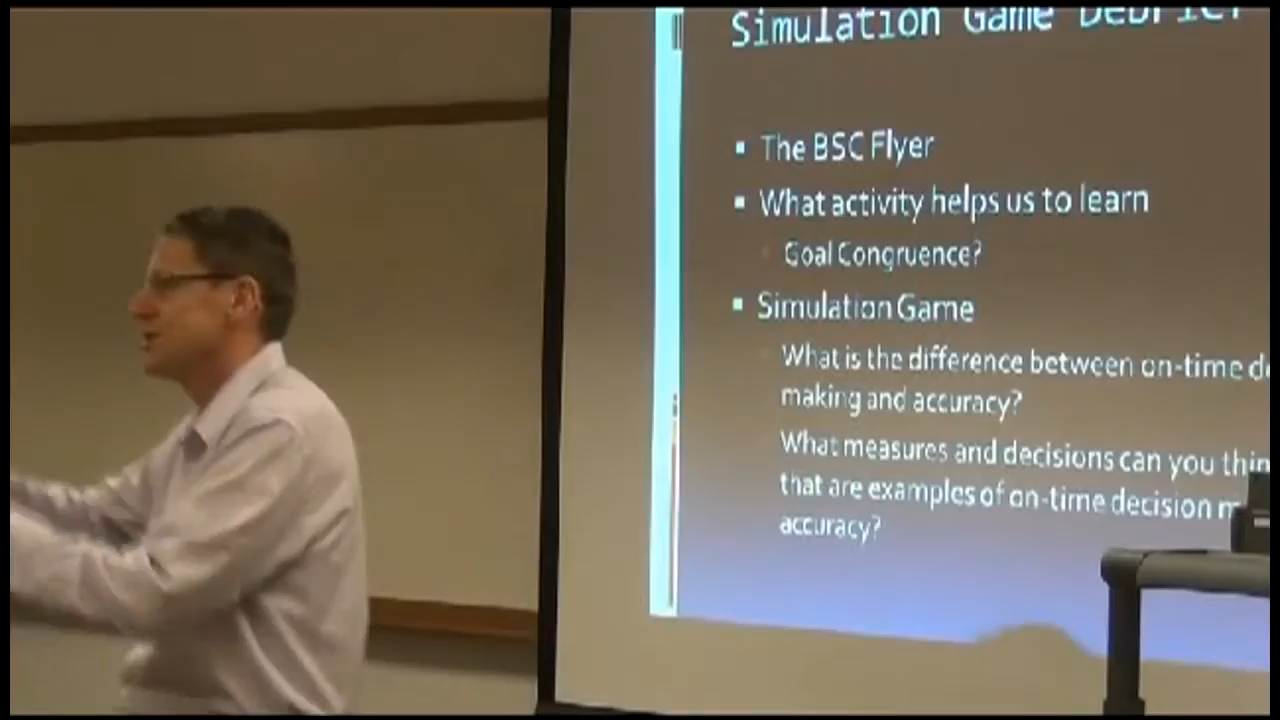 Simulation Game Debrief
The BSC Flyer
What activity helps us to learn
Goal Congruence?
Simulation Game
What is the difference between on-time
making and accuracy?
What measures and decisions can you
that are examples of on-time decision
accuracy?